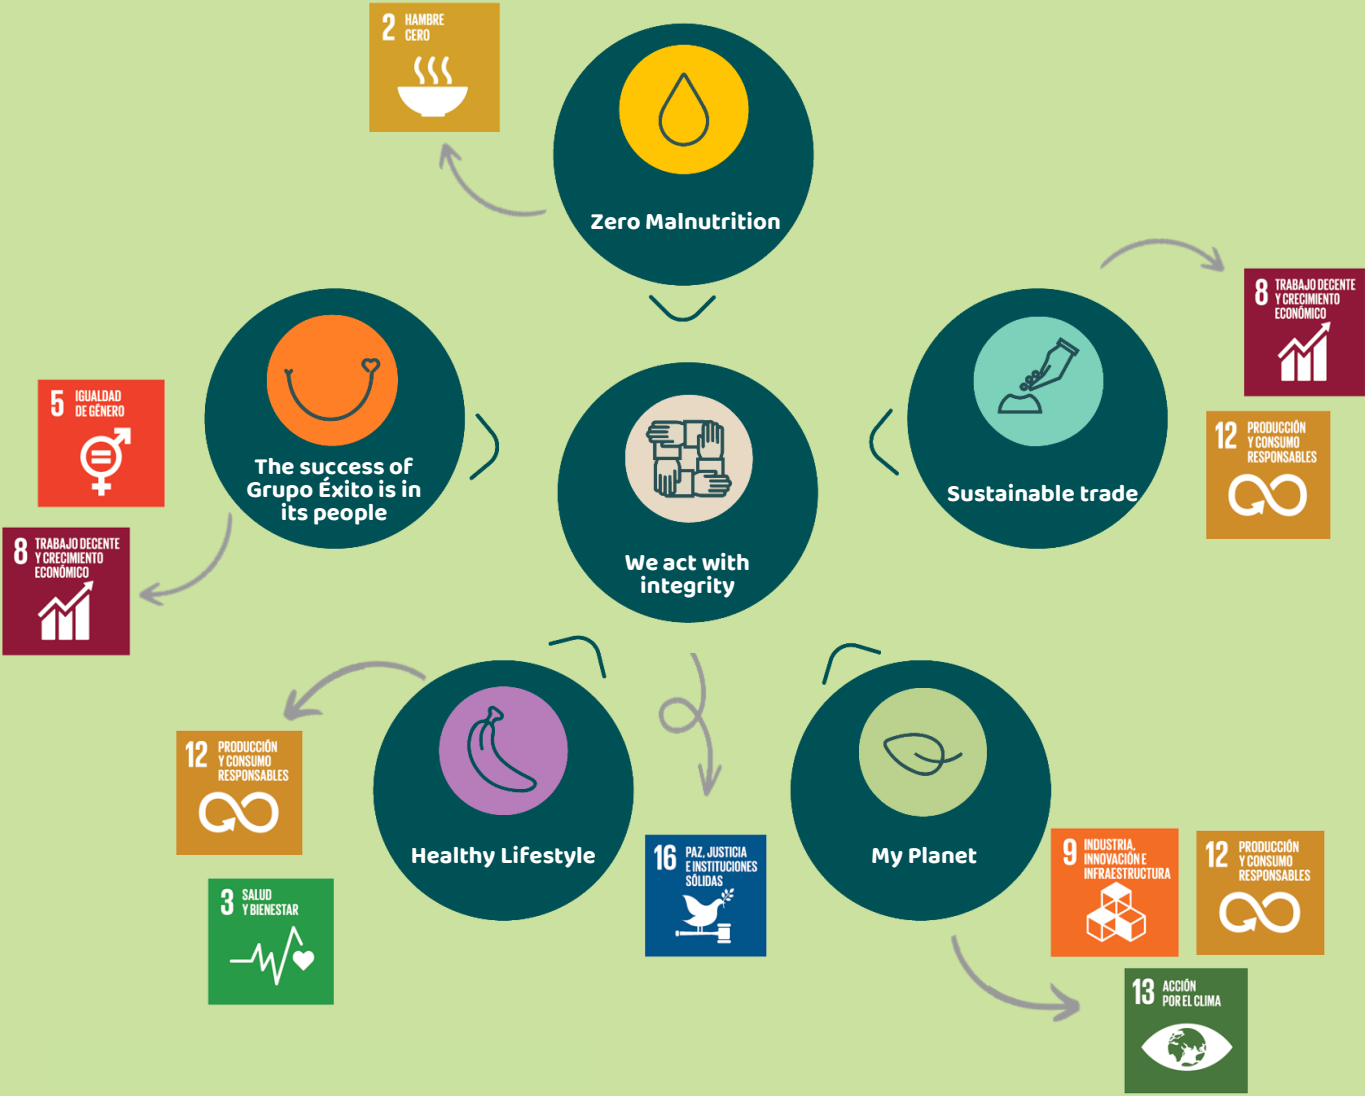 2 HAMBRE
CERO
Zero Malnutrition
8 TRABAJO DECENTE
Y CRECIMIENTO
ECONÓMICO
12 PRODUCCIÓN
Y CONSUMO
RESPONSABLES
Sustainable trade
5 IGUALDAD
DE GÉNERO
The success of
Grupo Éxito is in
its people
8 TRABAJO DECENTE
Y CRECIMIENTO
ECONÓMICO
We act with
integrity
12 PRODUCCIÓN
Y CONSUMO
RESPONSABLES
Healthy Lifestyle
3 SALUD
Y BIENESTAR
16 PAZ, JUSTICIA
E INSTITUCIONES
SÓLIDAS
My Planet
9 INDUSTRIA,
INNOVACIÓN E
INFRAESTRUCTURA
12 PRODUCCIÓN
Y CONSUMO
RESPONSABLES
13 ACCIÓN
POR EL CLIMA